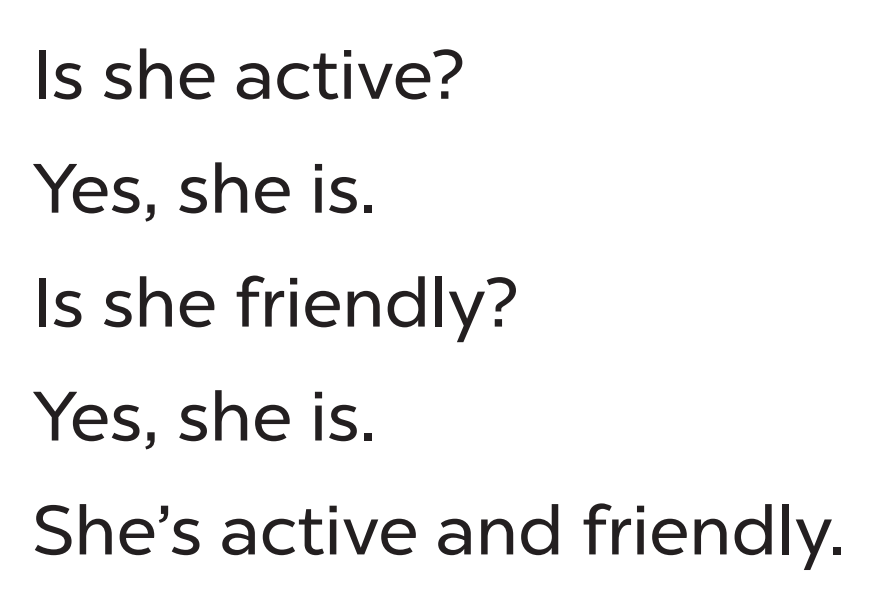 Is she active?
Yes, she is.
Is she friendly?
Yes, she is.
She’s active and friendly.